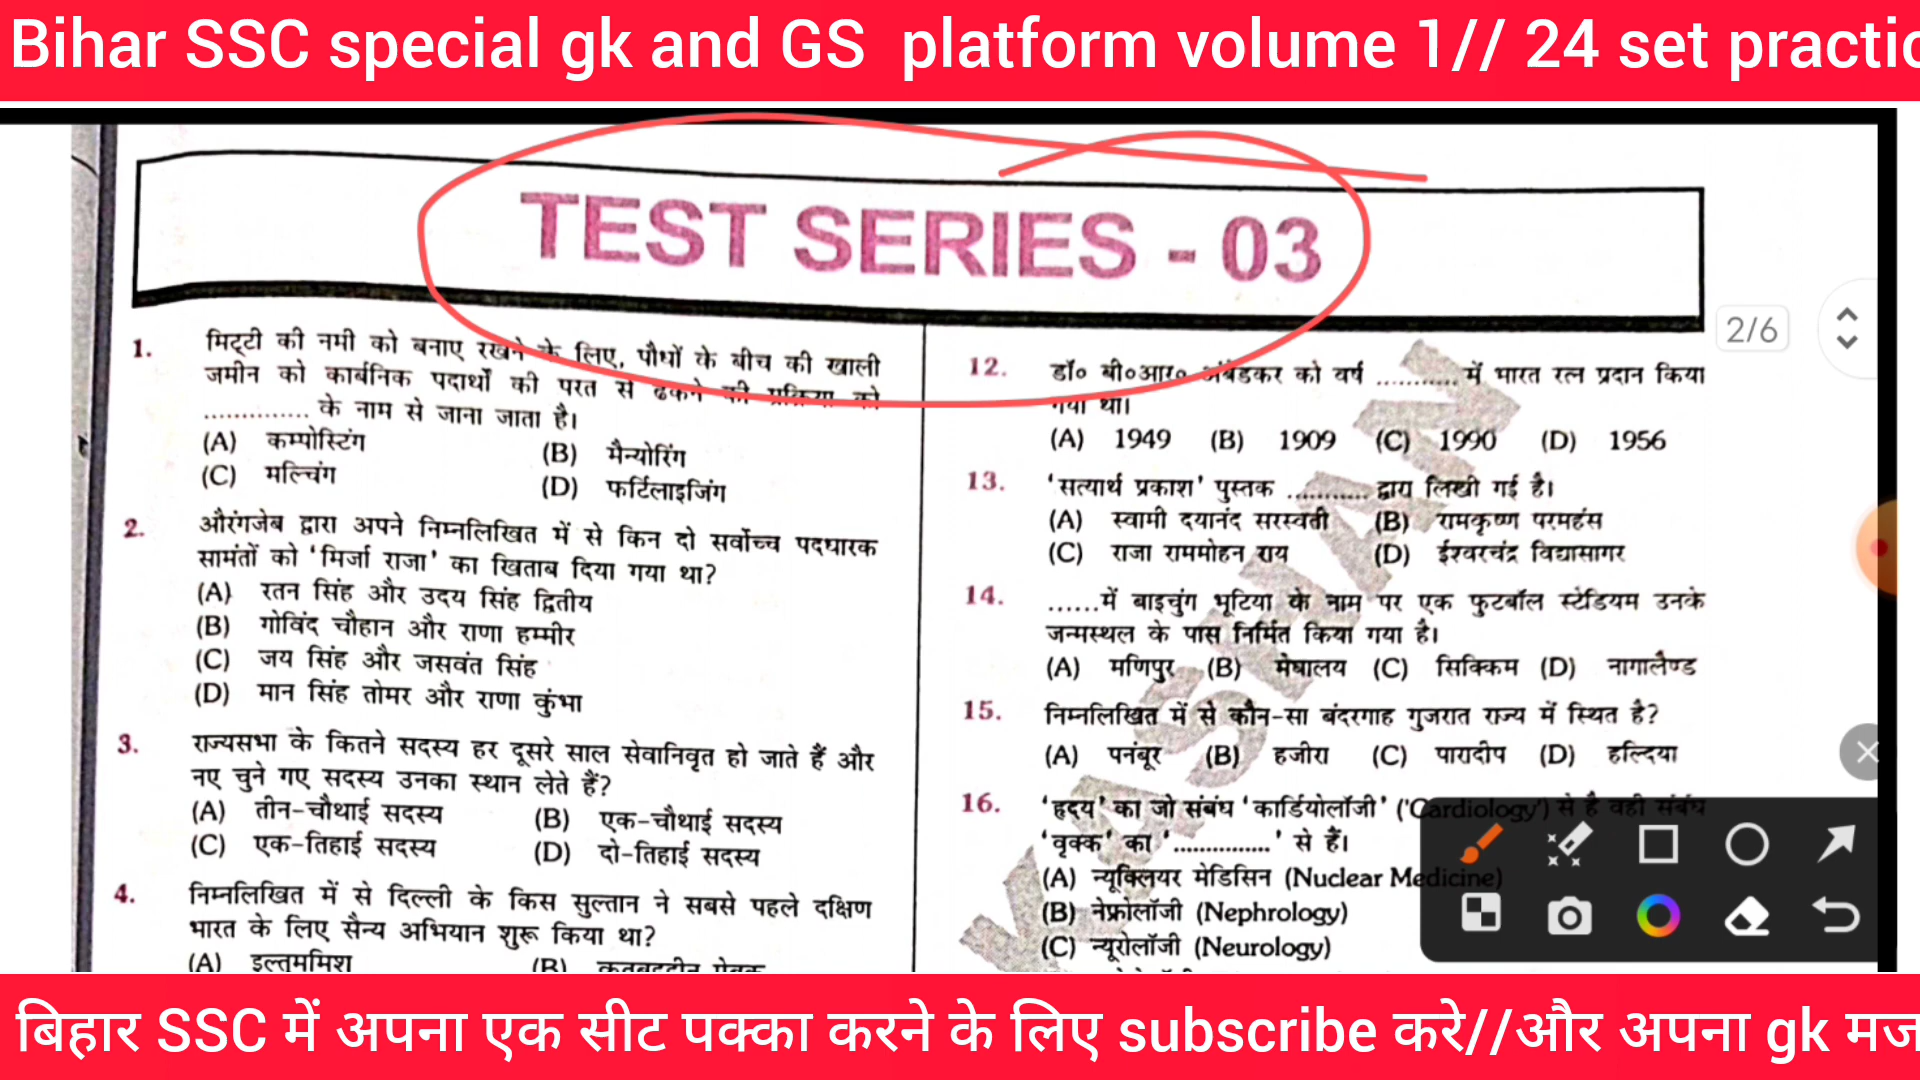 Bihar SSC special gk and GS platform volume 1// 24 set practic
TEST SERIES - 03
2/6
1. मिट्टी की नमी को बनाए रखने के लिए, पौधों के बीच की खाली
जमीन को कार्बनिक पदार्थों की परत से ढकने की प्रक्रिया को
.............. के नाम से जाना जाता है।
(A) कम्पोस्टिंग (B) मैन्योरिंग
(C) मल्चिंग (D) फर्टिलाइजिंग
2. औरंगजेब द्वारा अपने निम्नलिखित में से किन दो सर्वोच्च पदधारक
सामंतों को 'मिर्जा राजा' का खिताब दिया गया था?
(A) रतन सिंह और उदय सिंह द्वितीय
(B) गोविंद चौहान और राणा हम्मीर
(C) जय सिंह और जसवंत सिंह
(D) मान सिंह तोमर और राणा कुंभा
3. राज्यसभा के कितने सदस्य हर दूसरे साल सेवानिवृत हो जाते हैं और
नए चुने गए सदस्य उनका स्थान लेते हैं?
(A) तीन-चौथाई सदस्य (B) एक-चौथाई सदस्य
(C) एक-तिहाई सदस्य (D) दो-तिहाई सदस्य
4. निम्नलिखित में से दिल्ली के किस सुल्तान ने सबसे पहले दक्षिण
भारत के लिए सैन्य अभियान शुरू किया था?
(A) इल्तुतमिश (B)
12. डॉ० बी०आर० अंबेडकर को वर्ष ........... में भारत रत्न प्रदान किया
गया था।
(A) 1949 (B) 1909 (C) 1990 (D) 1956
13. 'सत्यार्थ प्रकाश' पुस्तक ........... द्वारा लिखी गई है।
(A) स्वामी दयानंद सरस्वती (B) रामकृष्ण परमहंस
(C) राजा राममोहन राय (D) ईश्वरचंद्र विद्यासागर
14. ......में बाइचुंग भूटिया के नाम पर एक फुटबॉल स्टेडियम उनके
जन्मस्थल के पास निर्मित किया गया है।
(A) मणिपुर (B) मेघालय (C) सिक्किम (D) नागालैण्ड
15. निम्नलिखित में से कौन-सा बंदरगाह गुजरात राज्य में स्थित है?
(A) पनंबूर (B) हजीरा (C) पारादीप (D) हल्दिया
16. 'हृदय' का जो संबंध 'कार्डियोलॉजी' ('Cardiology') से है वही संबंध
'वृक्क' का '...............' से हैं।
(A) न्यूक्लियर मेडिसिन (Nuclear Medicine)
(B) नेफ्रोलॉजी (Nephrology)
(C) न्यूरोलॉजी (Neurology)
बिहार SSC में अपना एक सीट पक्का करने के लिए subscribe करे//और अपना gk मज